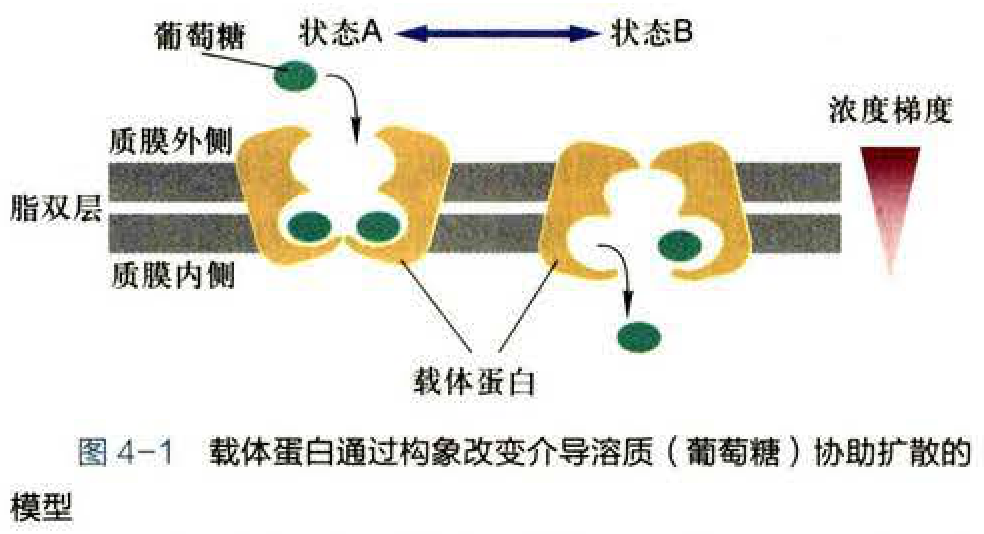 葡萄糖
状态A
状态B
浓度梯度
质膜外侧
脂双层
质膜内侧
载体蛋白
图 4-1 载体蛋白通过构象改变介导溶质（葡萄糖）协助扩散的
模型